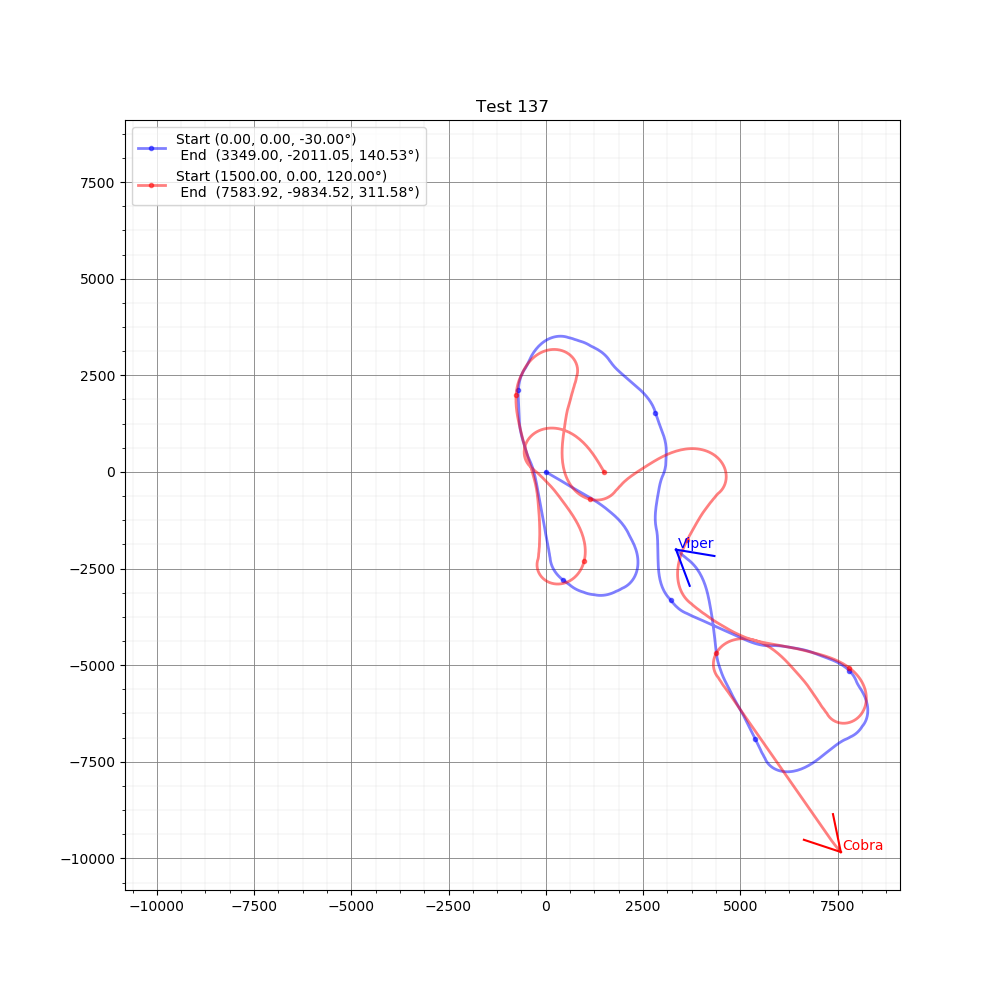 Test 137
Start (0.00, 0.00, -30.00°)
End  (3349.00, -2011.05, 140.53°)
Start (1500.00, 0.00, 120.00°)
End  (7583.92, -9834.52, 311.58°)
7500
5000
2500
0
−2500
−5000
−7500
−10000
Viper
Cobra
−10000 −7500 −5000 −2500 0 2500 5000 7500